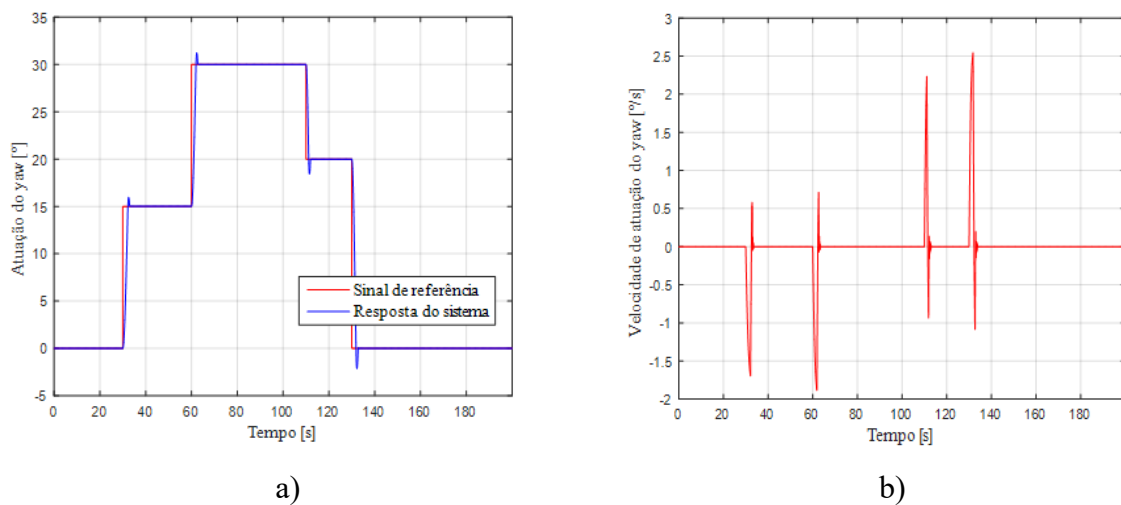 35
30
25
20
15
10
5
0
-5
Atuação do yaw [º]
0 20 40 60 80 100 120 140 160 180
Tempo [s]
Sinal de referência
Resposta do sistema
a)
3
2.5
2
1.5
1
0.5
0
-0.5
-1
-1.5
-2
Velocidade de atuação do yaw [º/s]
0 20 40 60 80 100 120 140 160 180
Tempo [s]
b)